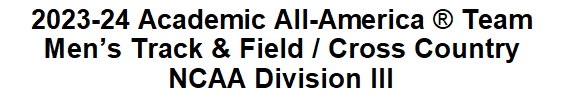 2023-24 Academic All-America ® Team
Men’s Track & Field / Cross Country
NCAA Division III